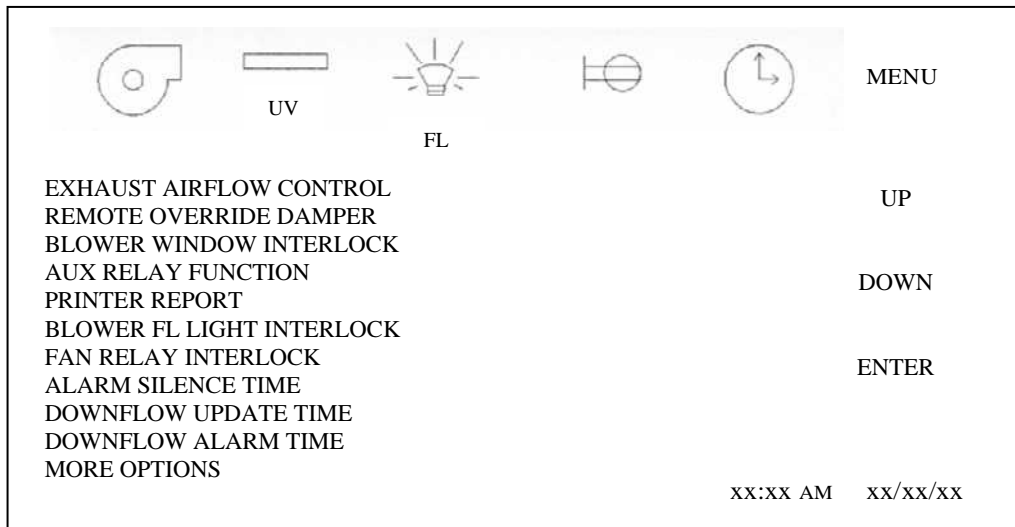 MENU
UV
FL
EXHAUST AIRFLOW CONTROL
UP
REMOTE OVERRIDE DAMPER
BLOWER WINDOW INTERLOCK
AUX RELAY FUNCTION
DOWN
PRINTER REPORT
BLOWER FL LIGHT INTERLOCK
FAN RELAY INTERLOCK
ENTER
ALARM SILENCE TIME
DOWNFLOW UPDATE TIME
DOWNFLOW ALARM TIME
MORE OPTIONS
xx:xx AM xx/xx/xx